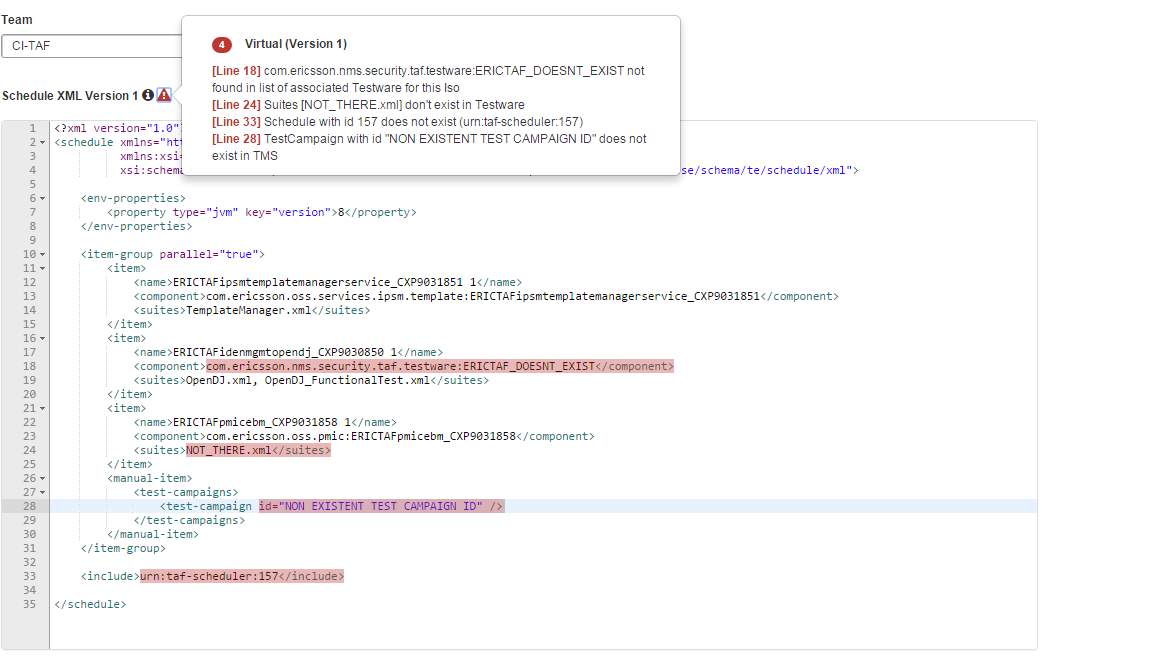 Team
CI-TAF
4 Virtual (Version 1)
[Line 18] com.ericsson.nms.security.taf.testware:ERICTAF_DOESNT_EXIST not
found in list of associated Testware for this Iso
[Line 24] Suites [NOT_THERE.xml] don't exist in Testware
[Line 33] Schedule with id 157 does not exist (urn:taf-scheduler:157)
[Line 28] TestCampaign with id "NON EXISTENT TEST CAMPAIGN ID" does not
exist in TMS
Schedule XML Version 1
1 <?xml version="1.0"
2 <schedule xmlns="htt
3 xmlns:xsi=
4 xsi:schema se/schema/te/schedule/xml">
5
6 <env-properties>
7 <property type="jvm" key="version">8</property>
8 </env-properties>
9
10 <item-group parallel="true">
11 <item>
12 <name>ERICTAFipsmtemplatemanagerservice_CXP9031851 1</name>
13 <component>com.ericsson.oss.services.ipsm.template:ERICTAFipsmtemplatemanagerservice_CXP9031851</component>
14 <suites>TemplateManager.xml</suites>
15 </item>
16 <item>
17 <name>ERICTAFidenmgmtopendj_CXP9030850 1</name>
18 <component>com.ericsson.nms.security.taf.testware:ERICTAF_DOESNT_EXIST</component>
19 <suites>OpenDJ.xml, OpenDJ_FunctionalTest.xml</suites>
20 </item>
21 <item>
22 <name>ERICTAFpmicebm_CXP9031858 1</name>
23 <component>com.ericsson.oss.pmic:ERICTAFpmicebm_CXP9031858</component>
24 <suites>NOT_THERE.xml</suites>
25 </item>
26 <manual-item>
27 <test-campaigns>
28 <test-campaign id="NON EXISTENT TEST CAMPAIGN ID" />
29 </test-campaigns>
30 </manual-item>
31 </item-group>
32
33 <include>urn:taf-scheduler:157</include>
34
35 </schedule>